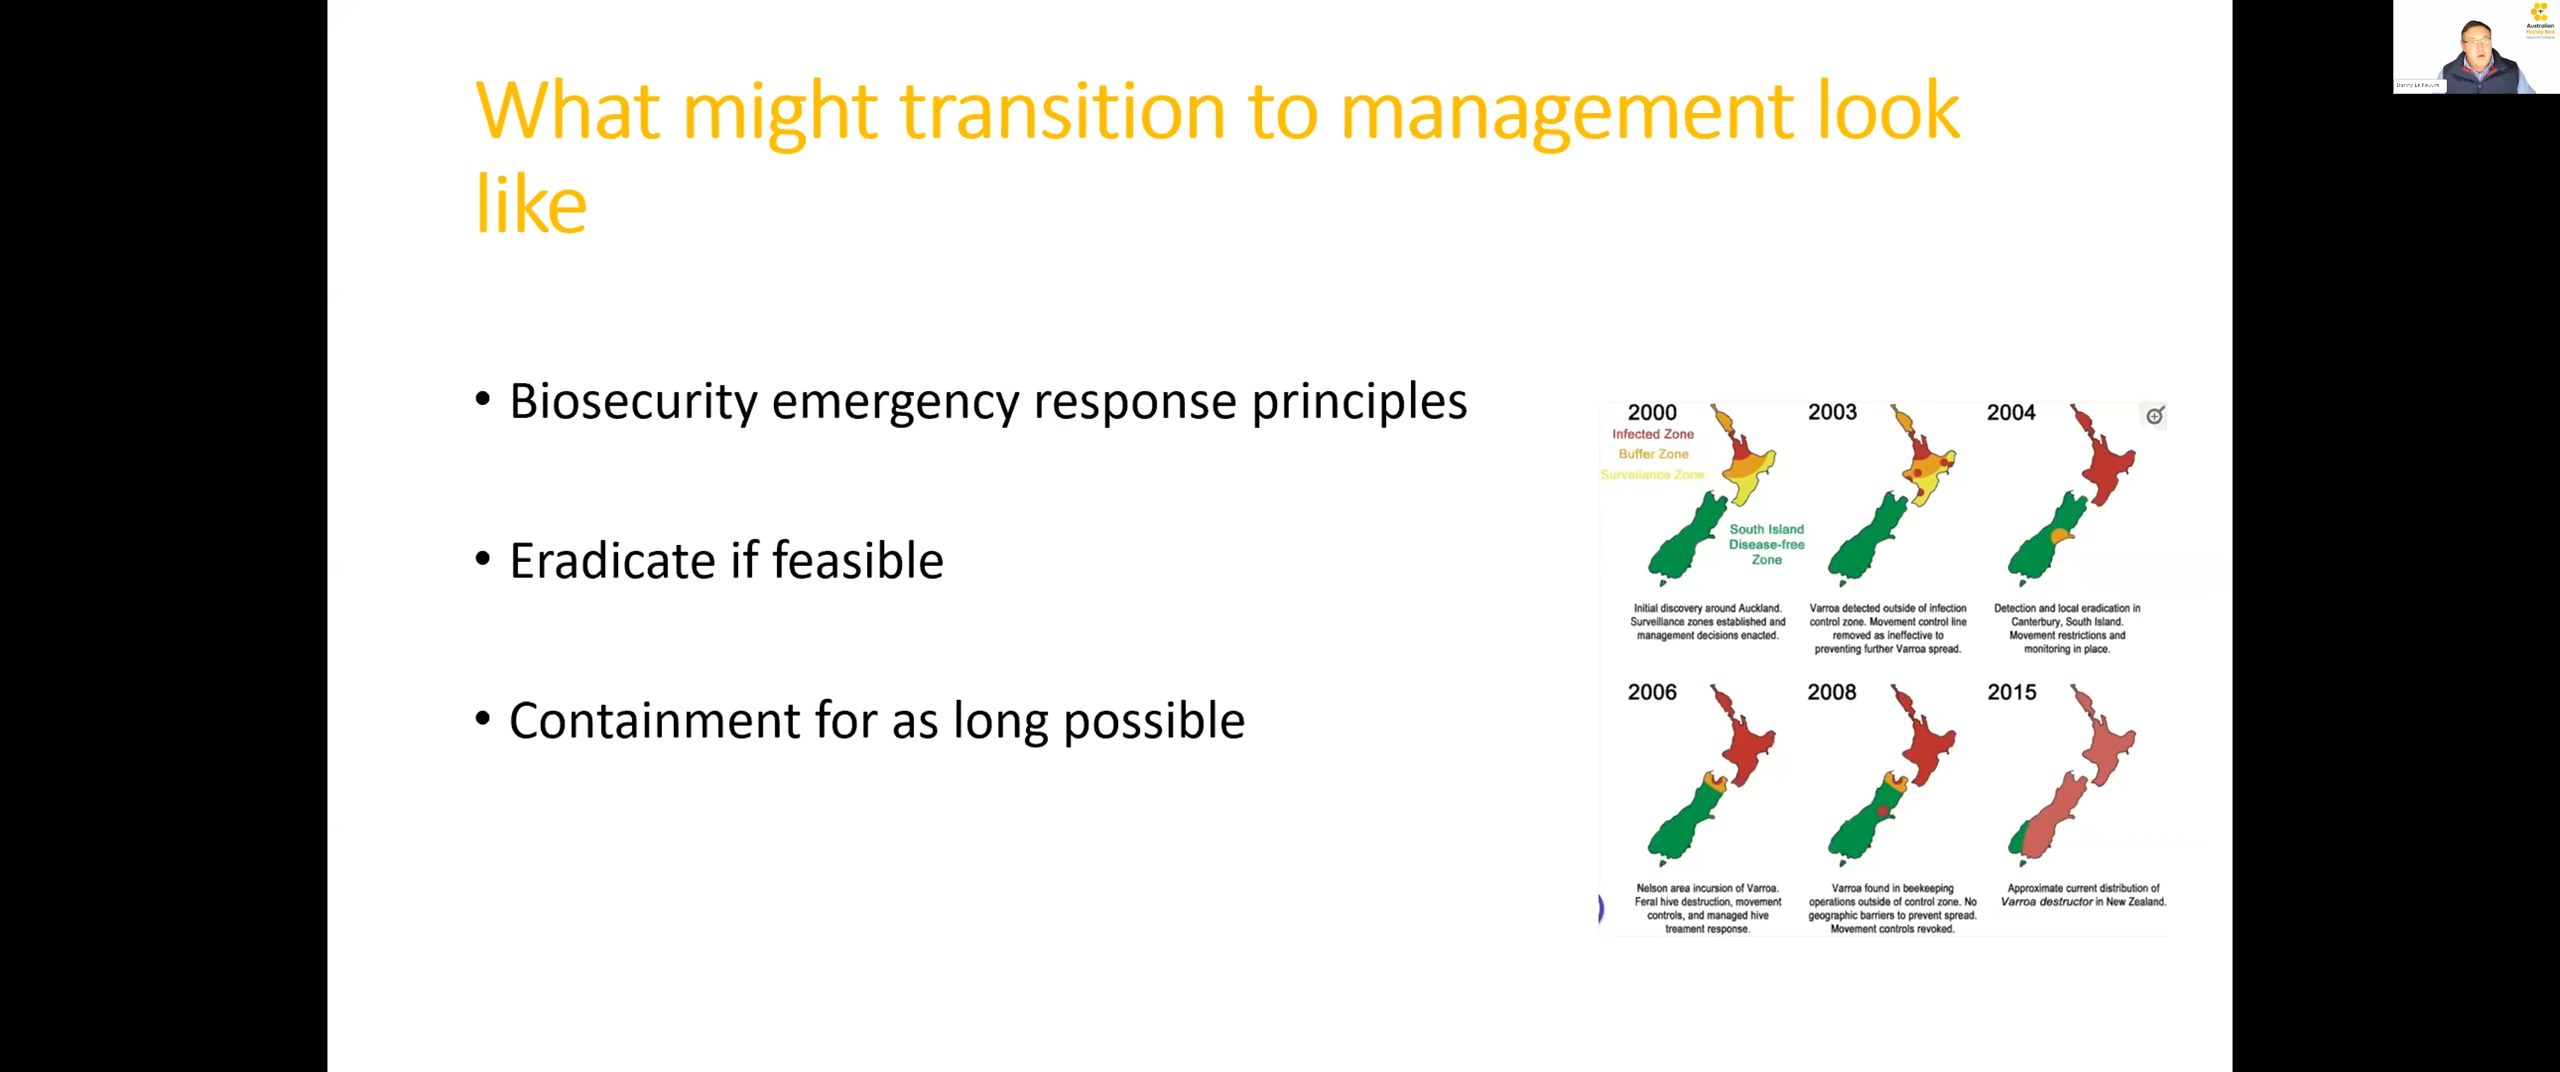 What might transition to management look
like
• Biosecurity emergency response principles
• Eradicate if feasible
• Containment for as long possible
2000
Infected Zone
Buffer Zone
Surveillance Zone
South Island
Disease-free
Zone
Initial discovery around Auckland.
Surveillance zones established and
management decisions enacted.
2003
Varroa detected outside of infection
control zone. Movement control line
removed as ineffective to
preventing further Varroa spread.
2004
Detection and local eradication in
Canterbury, South Island.
Movement restrictions and
monitoring in place.
2006
Nelson area incursion of Varroa.
Feral hive destruction, movement
controls, and managed hive
treament response.
2008
Varroa found in beekeeping
operations outside of control zone. No
geographic barriers to prevent spread.
Movement controls revoked.
2015
Approximate current distribution of
Varroa destructor in New Zealand.
Australian
Honey Bee
Danny Le Feuvre